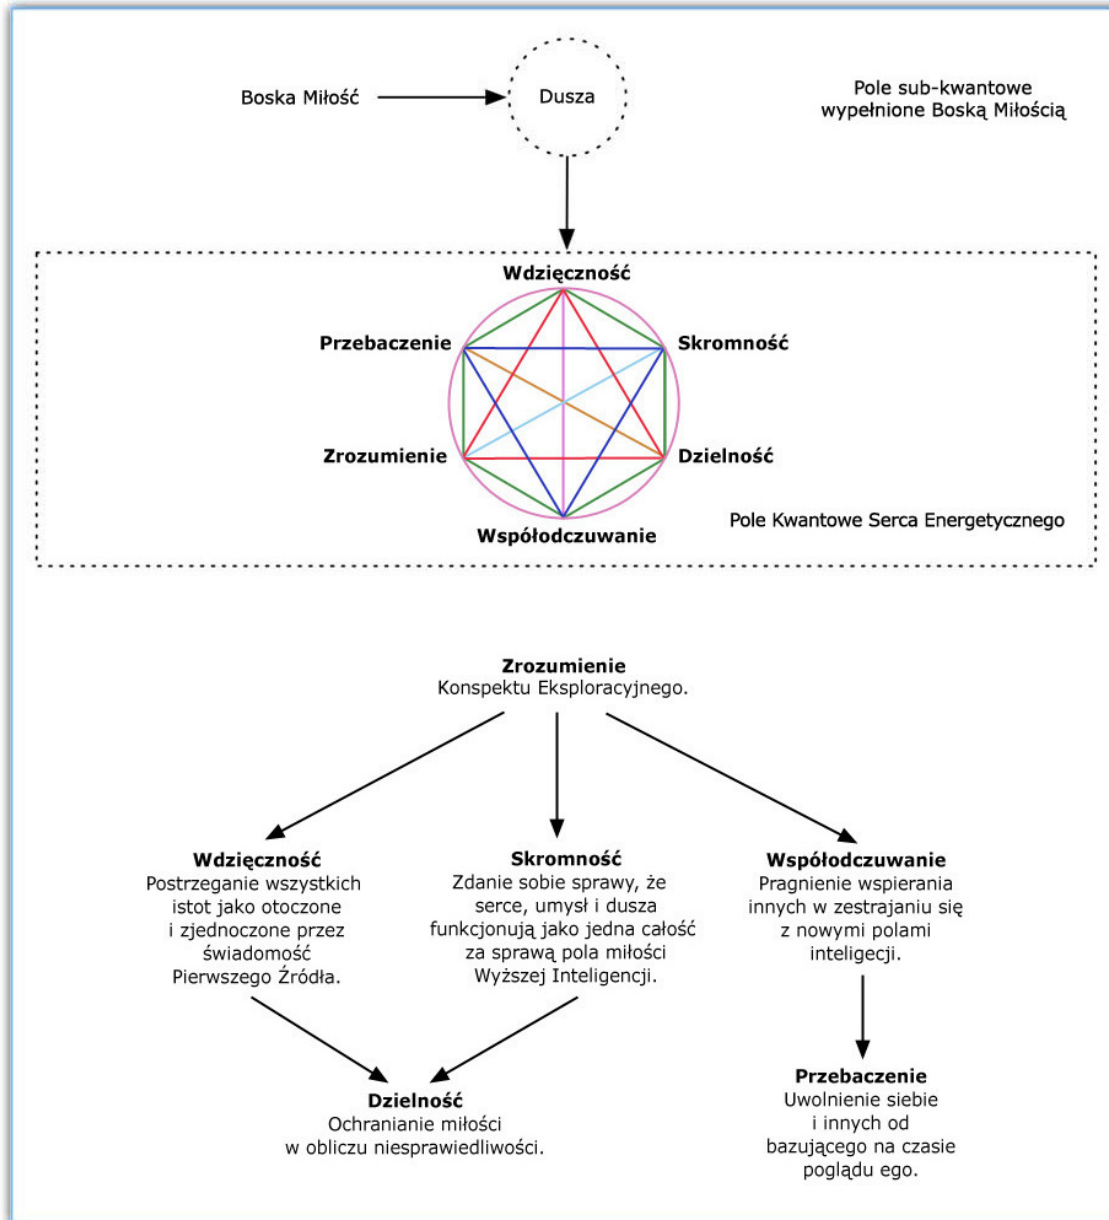 Boska Miłość
Dusza
Pole sub-kwantowe
wypełnione Boską Miłością
Wdzięczność
Przebaczenie
Skromność
Zrozumienie
Dzielność
Współodczuwanie
Pole Kwantowe Serca Energetycznego
Zrozumienie
Konspektu Eksploracyjnego.
Wdzięczność
Postrzeganie wszystkich
istot jako otoczone
i zjednoczone przez
świadomość
Pierwszego Źródła.
Skromność
Zdanie sobie sprawy, że
serce, umysł i dusza
funkcjonują jako jedna całość
za sprawą pola miłości
Wyższej Inteligencji.
Współodczuwanie
Pragnienie wspierania
innych w zestrajaniu się
z nowymi polami
inteligecji.
Dzielność
Ochranianie miłości
w obliczu niesprawiedliwości.
Przebaczenie
Uwolnienie siebie
i innych od
bazującego na czasie
poglądu ego.